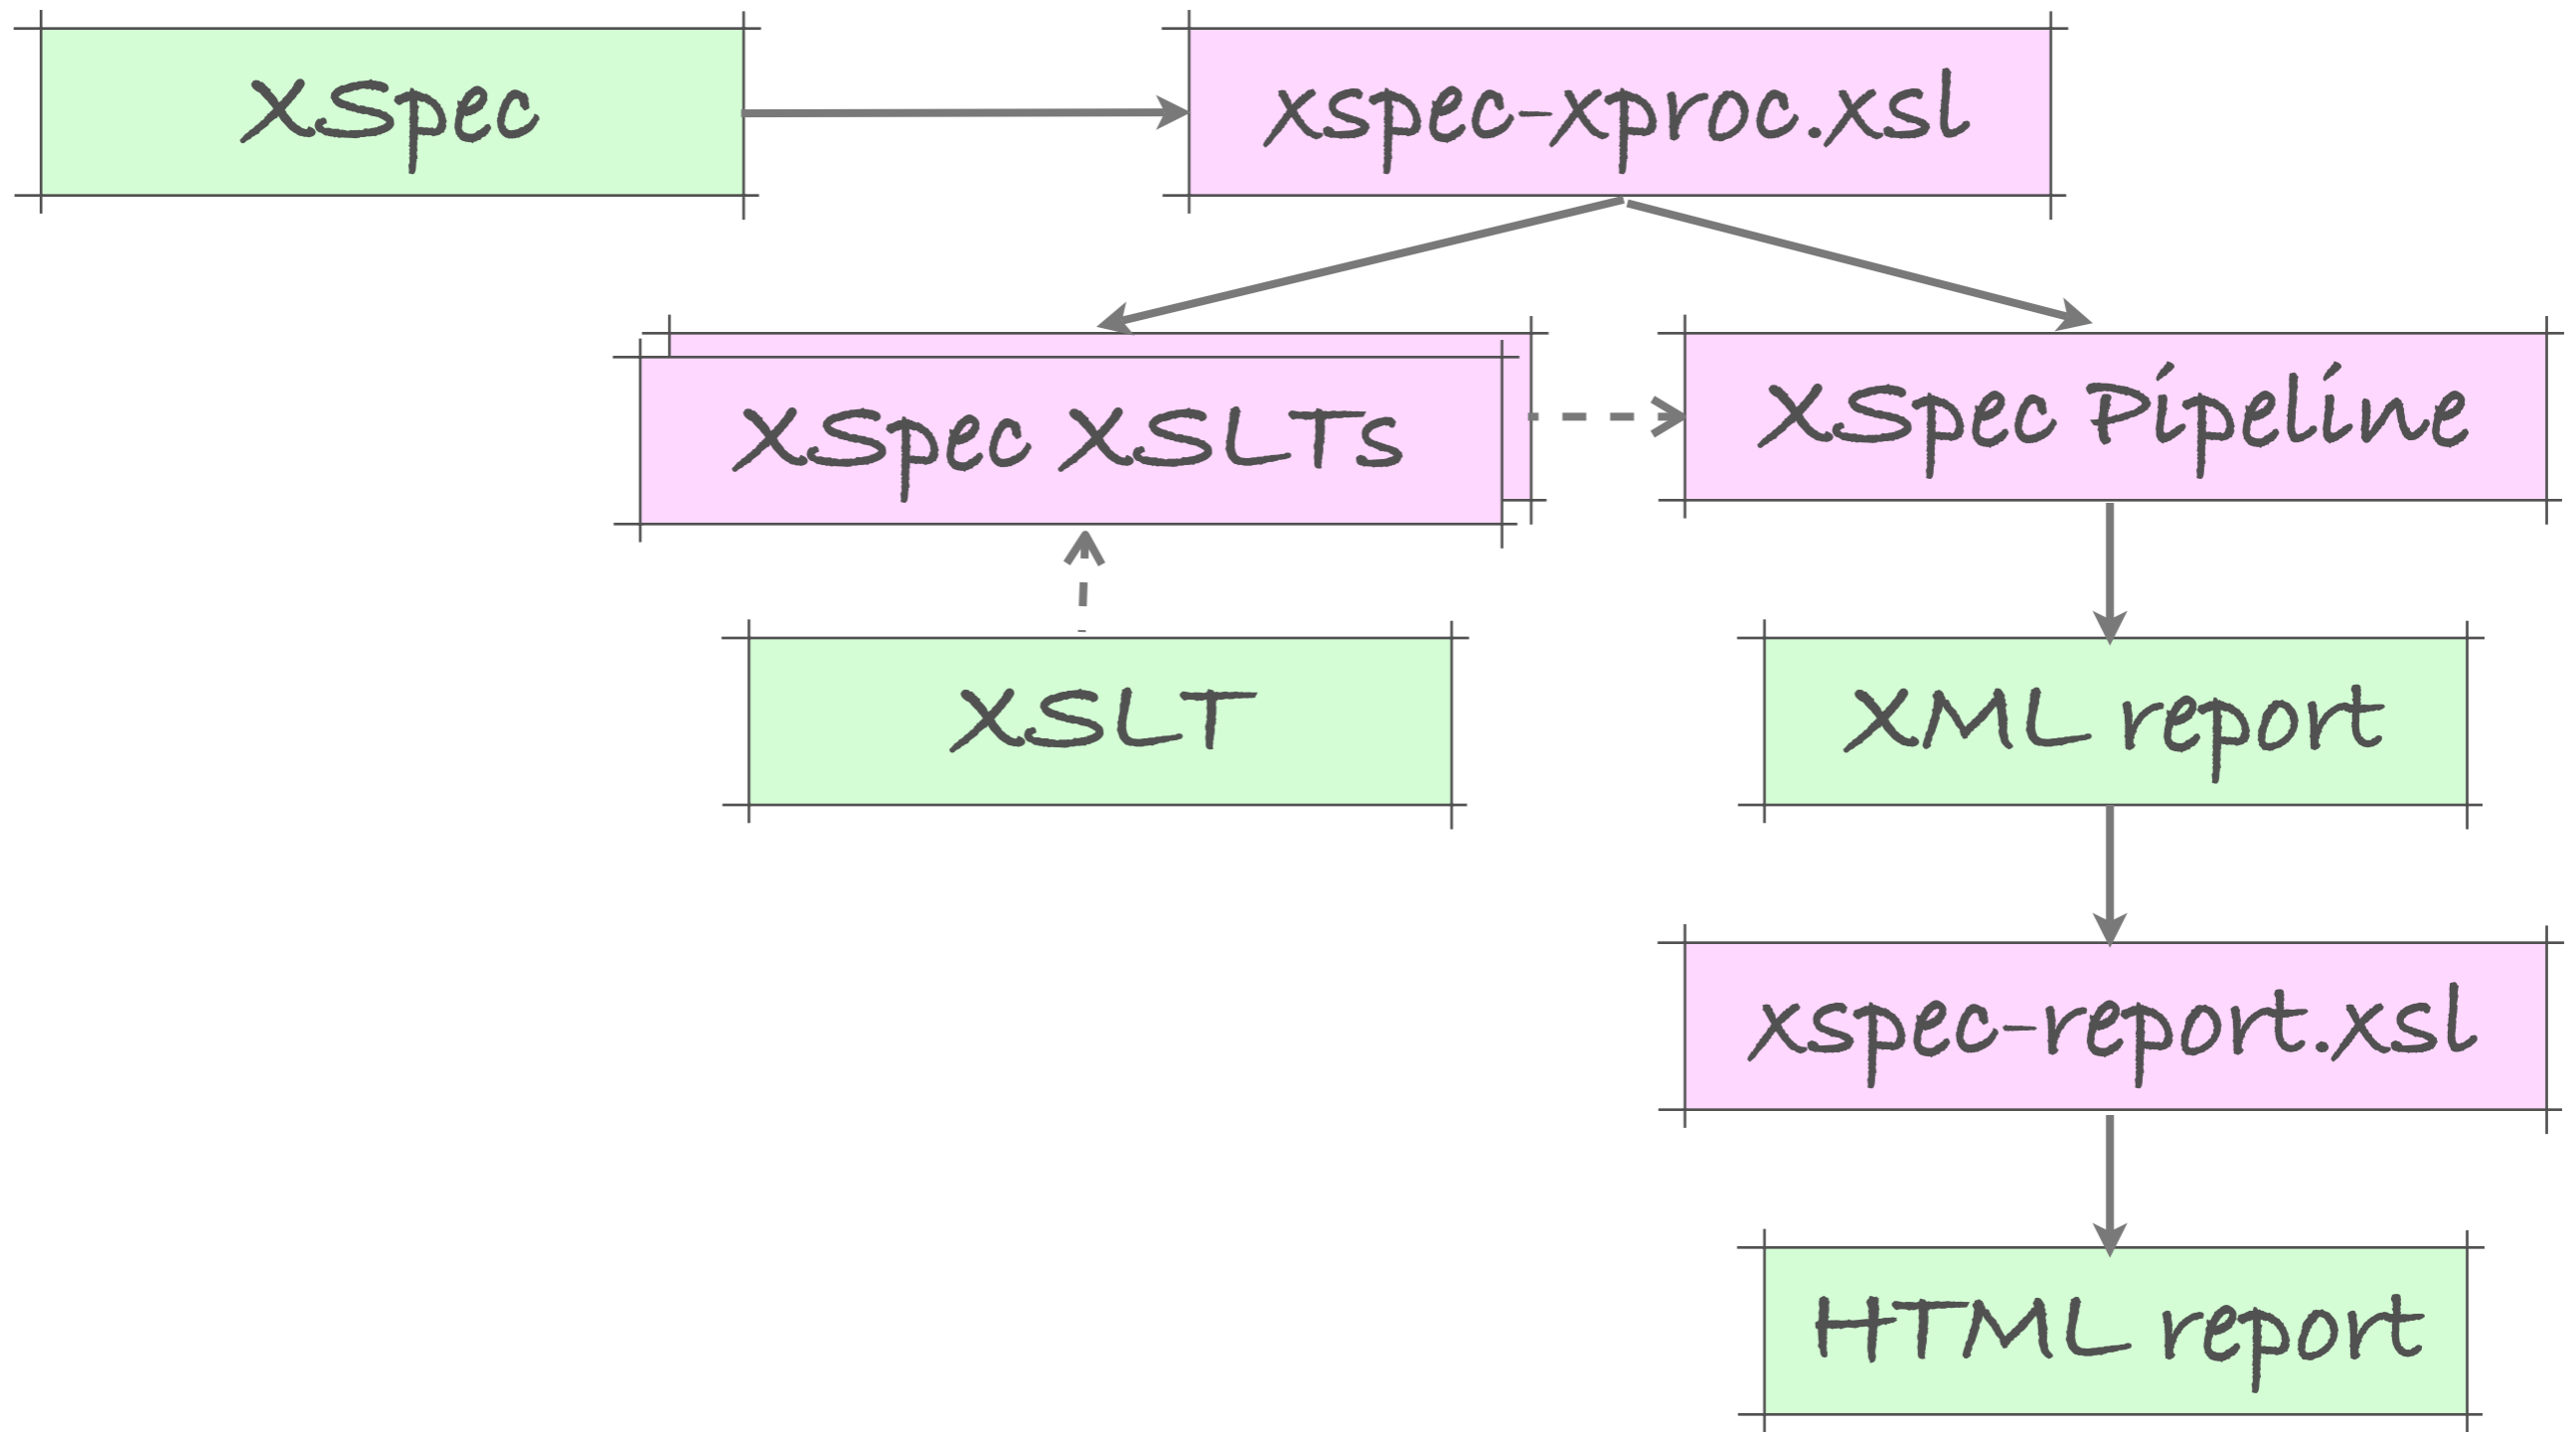 XSpec
xspec-xproc.xsl
XSpec XSLTs
XSpec Pipeline
XSLT
XML report
xspec-report.xsl
HTML report